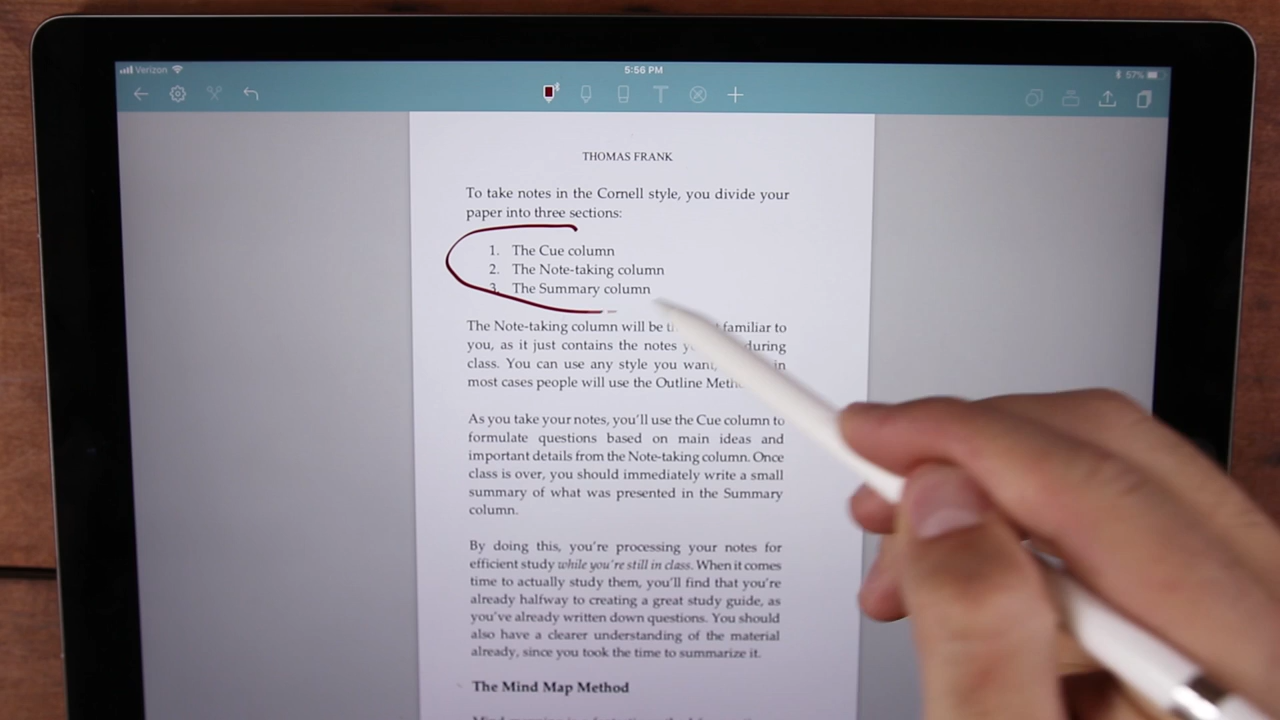 Verizon
5:56 PM
57%
T
THOMAS FRANK
To take notes in the Cornell style, you divide your
paper into three sections:
1. The Cue column
2. The Note-taking column
3. The Summary column
The Note-taking column will be familiar to
you, as it just contains the notes during
class. You can use any style you want, in
most cases people will use the Outline
As you take your notes, you'll use the Cue column to
formulate questions based on main ideas and
important details from the Note-taking column. Once
class is over, you should immediately write a small
summary of what was presented in the Summary
column.
By doing this, you're processing your notes for
efficient study while you're still in class. When it comes
time to actually study them, you'll find that you're
already halfway to creating a great study guide, as
you've already written down questions. You should
also have a clearer understanding of the material
already, since you took the time to summarize it.
The Mind Map Method